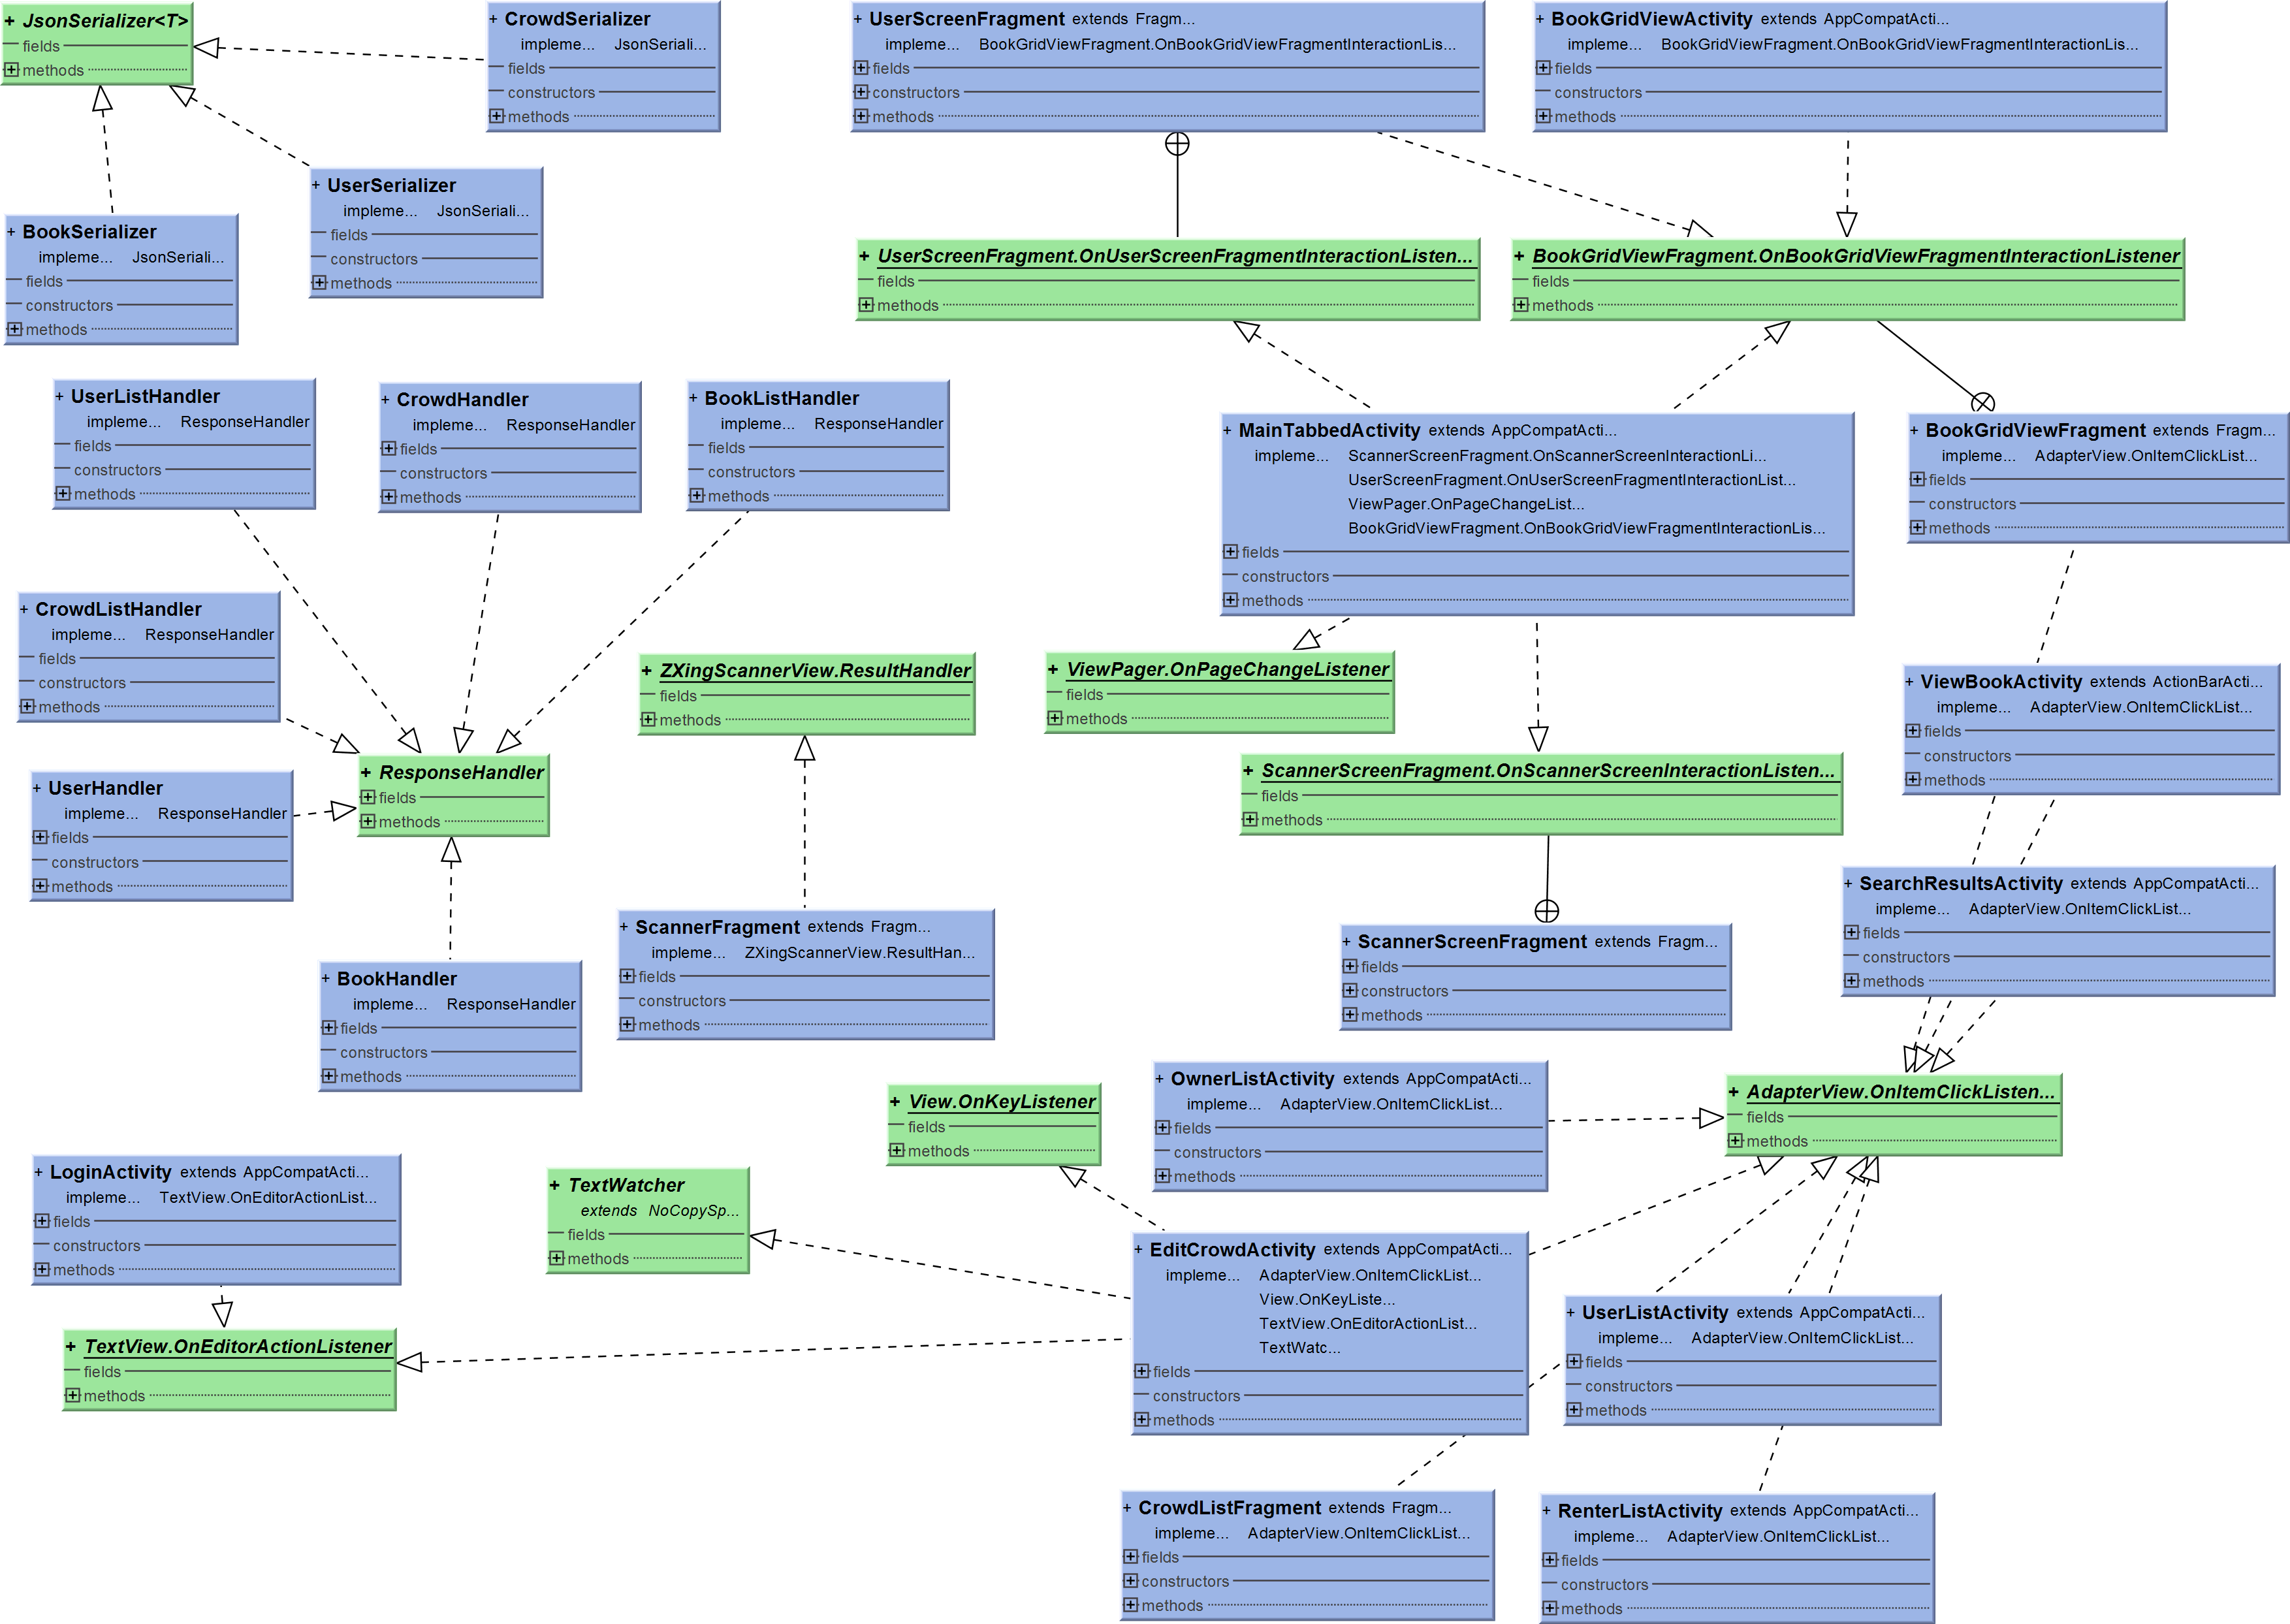 + JsonSerializer<T>
fields
methods
+ CrowdSerializer
impleme... JsonSeriali...
fields
constructors
methods
+ UserScreenFragment extends Fragm...
impleme... BookGridViewFragment.OnBookGridViewFragmentInteractionLis...
fields
constructors
methods
+ BookGridViewActivity extends AppCompatActi...
impleme... BookGridViewFragment.OnBookGridViewFragmentInteractionLis...
fields
constructors
methods
+ UserSerializer
impleme... JsonSeriali...
fields
constructors
methods
+ BookSerializer
impleme... JsonSeriali...
fields
constructors
methods
+ UserScreenFragment.OnUserScreenFragmentInteractionListen...
fields
methods
+ BookGridViewFragment.OnBookGridViewFragmentInteractionListener
fields
methods
+ UserListHandler
impleme... ResponseHandler
fields
constructors
methods
+ CrowdHandler
impleme... ResponseHandler
fields
constructors
methods
+ BookListHandler
impleme... ResponseHandler
fields
constructors
methods
+ MainTabbedActivity extends AppCompatActi...
impleme... ScannerScreenFragment.OnScannerScreenInteractionLi...
UserScreenFragment.OnUserScreenFragmentInteractionList...
ViewPager.OnPageChangeList...
BookGridViewFragment.OnBookGridViewFragmentInteractionLis...
fields
constructors
methods
+ BookGridViewFragment extends Fragm...
impleme... AdapterView.OnItemClickList...
fields
constructors
methods
+ CrowdListHandler
impleme... ResponseHandler
fields
constructors
methods
+ ZXingScannerView.ResultHandler
fields
methods
+ ViewPager.OnPageChangeListener
fields
methods
+ ViewBookActivity extends ActionBarActi...
impleme... AdapterView.OnItemClickList...
fields
constructors
methods
+ ResponseHandler
fields
methods
+ ScannerScreenFragment.OnScannerScreenInteractionListen...
fields
methods
+ UserHandler
impleme... ResponseHandler
fields
constructors
methods
+ SearchResultsActivity extends AppCompatActi...
impleme... AdapterView.OnItemClickList...
fields
constructors
methods
+ ScannerFragment extends Fragm...
impleme... ZXingScannerView.ResultHan...
fields
constructors
methods
+ ScannerScreenFragment extends Fragm...
fields
constructors
methods
+ BookHandler
impleme... ResponseHandler
fields
constructors
methods
+ View.OnKeyListener
fields
methods
+ OwnerListActivity extends AppCompatActi...
impleme... AdapterView.OnItemClickList...
fields
constructors
methods
+ AdapterView.OnItemClickListen...
fields
methods
+ LoginActivity extends AppCompatActi...
impleme... TextView.OnEditorActionList...
fields
constructors
methods
+ TextWatcher
extends NoCopySp...
fields
methods
+ EditCrowdActivity extends AppCompatActi...
impleme... AdapterView.OnItemClickList...
View.OnKeyListe...
TextView.OnEditorActionList...
TextWatc...
fields
constructors
methods
+ UserListActivity extends AppCompatActi...
impleme... AdapterView.OnItemClickList...
fields
constructors
methods
+ TextView.OnEditorActionListener
fields
methods
+ CrowdListFragment extends Fragm...
impleme... AdapterView.OnItemClickList...
fields
constructors
methods
+ RenterListActivity extends AppCompatActi...
impleme... AdapterView.OnItemClickList...
fields
constructors
methods